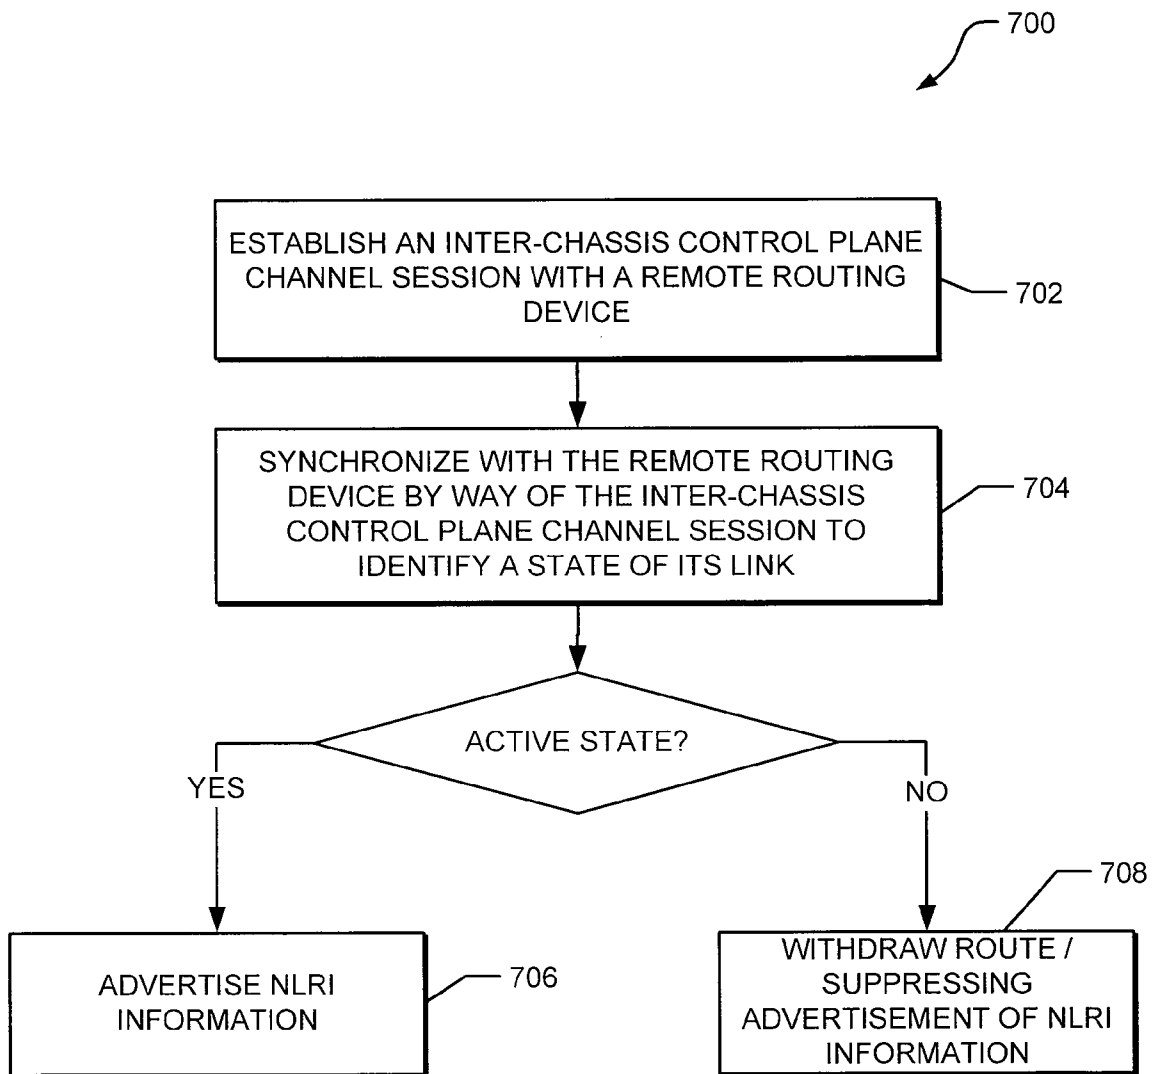 700
ESTABLISH AN INTER-CHASSIS CONTROL PLANE
CHANNEL SESSION WITH A REMOTE ROUTING
DEVICE
702
SYNCHRONIZE WITH THE REMOTE ROUTING
DEVICE BY WAY OF THE INTER-CHASSIS
CONTROL PLANE CHANNEL SESSION TO
IDENTIFY A STATE OF ITS LINK
704
ACTIVE STATE?
YES
NO
ADVERTISE NLRI
INFORMATION
706
WITHDRAW ROUTE /
SUPPRESSING
ADVERTISEMENT OF NLRI
INFORMATION
708